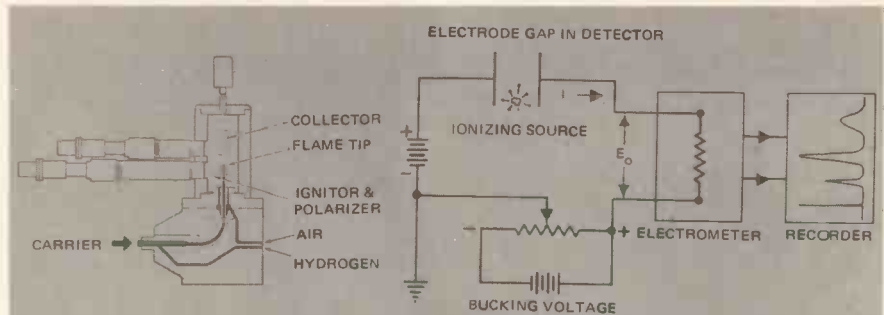 COLLECTOR
FLAME TIP
IGNITOR &
POLARIZER
AIR
HYDROGEN
CARRIER
ELECTRODE GAP IN DETECTOR
IONIZING SOURCE
i
+
-
E₀
- +
ELECTROMETER
RECORDER
BUCKING VOLTAGE